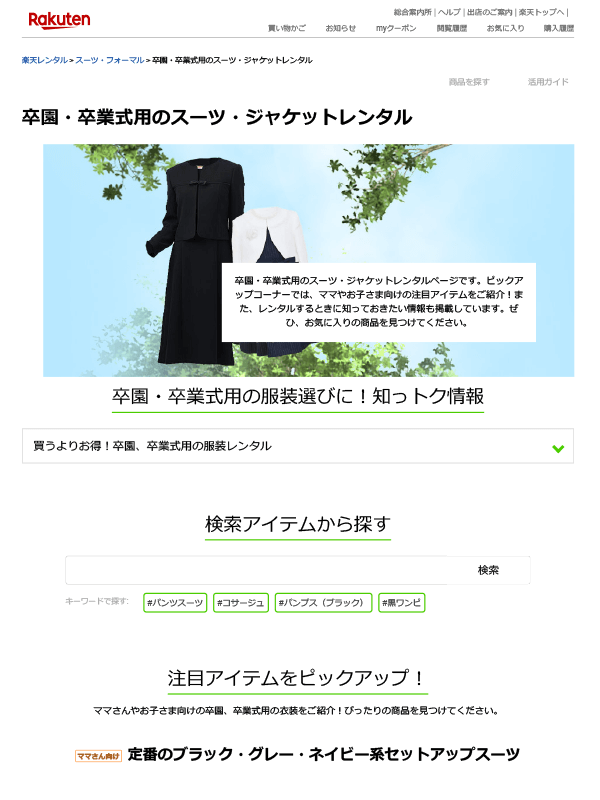 Rakuten
総合案内所 | ヘルプ | 出店のご案内 | 楽天トップへ |
買い物かご お知らせ myクーポン 閲覧履歴 お気に入り 購入履歴
楽天レンタル > スーツ・フォーマル > 卒園・卒業式用のスーツ・ジャケットレンタル
商品を探す 活用ガイド
卒園・卒業式用のスーツ・ジャケットレンタル
卒園・卒業式用のスーツ・ジャケットレンタルページです。ピックア
ップコーナーでは、ママやお子さま向けの注目アイテムをご紹介！ま
た、レンタルするときに知っておきたい情報も掲載しています。ぜ
ひ、お気に入りの商品を見つけてください。
卒園・卒業式用の服装選びに！知っトク情報
買うよりお得！卒園、卒業式用の服装レンタル
検索アイテムから探す
検索
キーワードで探す: #パンツスーツ #コサージュ #パンプス（ブラック） #黒ワンピ
注目アイテムをピックアップ！
ママさんやお子さま向けの卒園、卒業式用の衣装をご紹介！ぴったりの商品を見つけてください。
ママさん向け 定番のブラック・グレー・ネイビー系セットアップスーツ